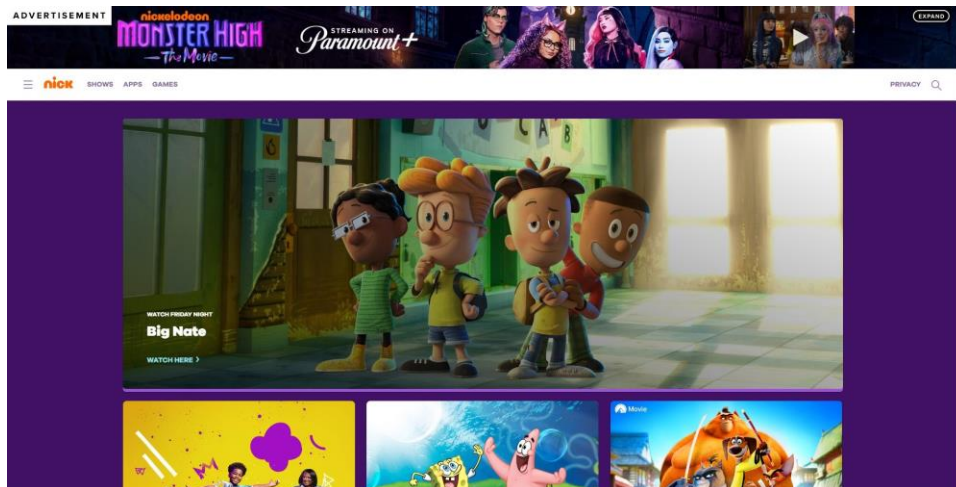 ADVERTISEMENT
nickelodeon
MONSTER HIGH
The Movie
STREAMING ON
Paramount+
EXPAND
nick SHOWS APPS GAMES PRIVACY
CAB
WATCH FRIDAY NIGHT
Big Nate
WATCH HERE >
Movie